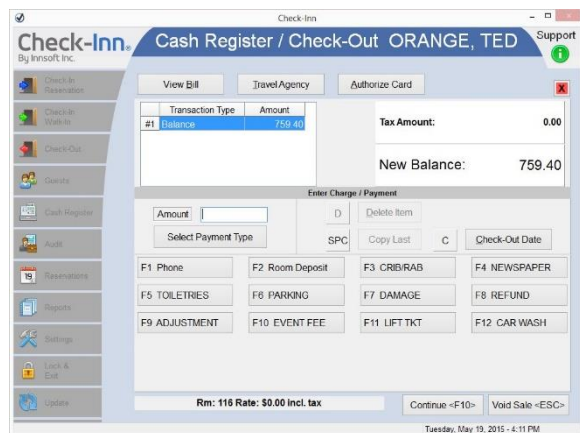 Check-Inn
Check-Inn.
By Innsoft Inc.
Cash Register / Check-Out ORANGE, TED
Support
Check-In
Reservation
Check-In
Walk-In
Check-Out
Guests
Cash Register
Audit
Reservations
Reports
Settings
Lock &
Exit
Update
View Bill
Travel Agency
Authorize Card
X
Transaction Type Amount
#1 Balance 759.40
Tax Amount: 0.00
New Balance: 759.40
Enter Charge / Payment
Amount
D
Delete Item
Select Payment Type
SPC
Copy Last
C
Check-Out Date
F1 Phone
F2 Room Deposit
F3 CRIB/RAB
F4 NEWSPAPER
F5 TOILETRIES
F6 PARKING
F7 DAMAGE
F8 REFUND
F9 ADJUSTMENT
F10 EVENT FEE
F11 LIFT TKT
F12 CAR WASH
Rm: 116 Rate: $0.00 incl. tax
Continue <F10>
Void Sale <ESC>
Tuesday, May 19, 2015 - 4:11 PM
19